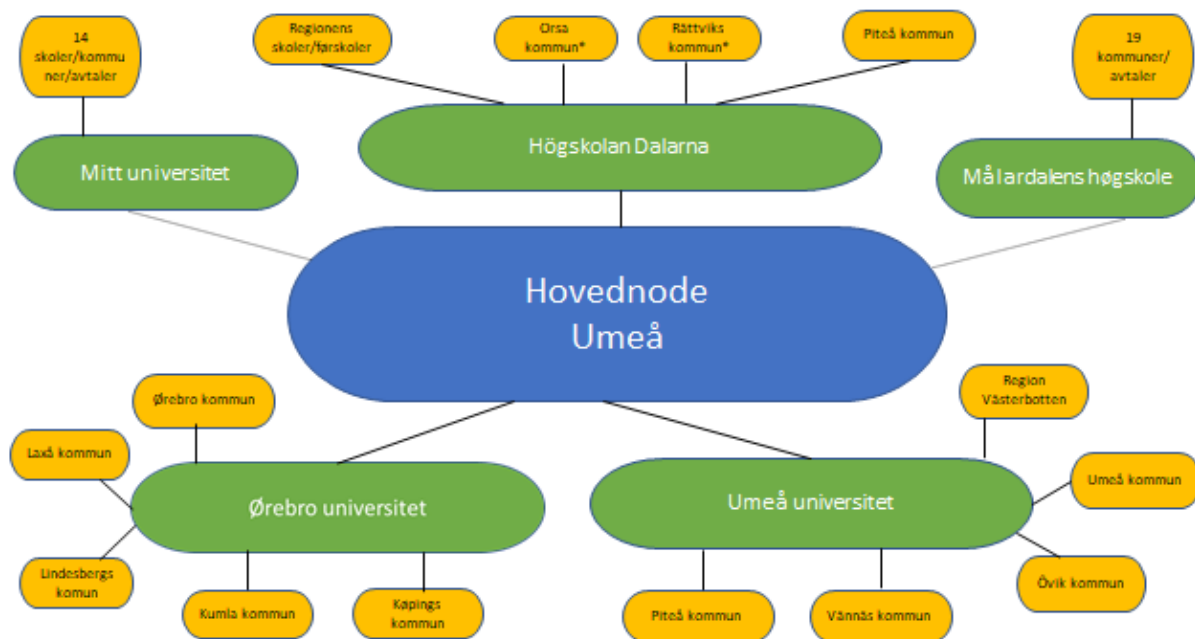 14
skoler/kommu
ner/avtaler
Regionens
skoler/førskoler
Orsa
kommun*
Rättviks
kommun*
Piteå kommun
19
kommuner/
avtaler
Mitt universitet
Högskolan Dalarna
Målardalens høgskole
Hovednode
Umeå
Ørebro kommun
Region
Västerbotten
Laxå kommun
Umeå kommun
Ørebro universitet
Umeå universitet
Lindesbergs
komun
Kumla kommun
Køpings
kommun
Piteå kommun
Vännäs kommun
Övik kommun